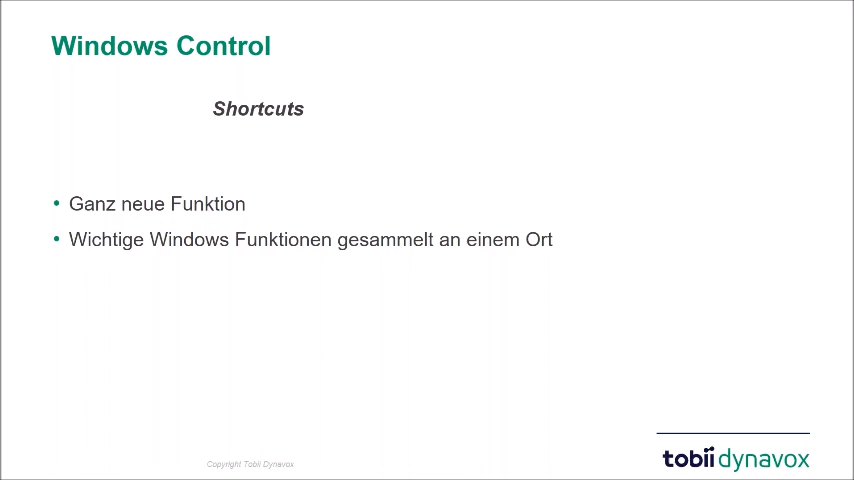 Windows Control
Shortcuts
• Ganz neue Funktion
• Wichtige Windows Funktionen gesammelt an einem Ort
Copyright Tobii Dynavox
tobii dynavox